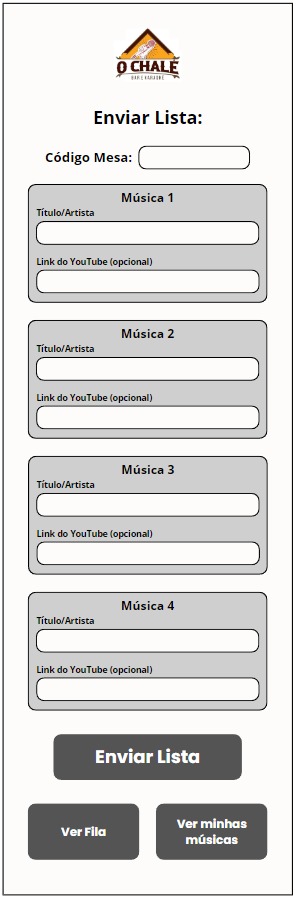 O CHALÉ
BAR E KARAOKÊ
Enviar Lista:
Código Mesa:
Música 1
Título/Artista
Link do YouTube (opcional)
Música 2
Título/Artista
Link do YouTube (opcional)
Música 3
Título/Artista
Link do YouTube (opcional)
Música 4
Título/Artista
Link do YouTube (opcional)
Enviar Lista
Ver Fila
Ver minhas
músicas